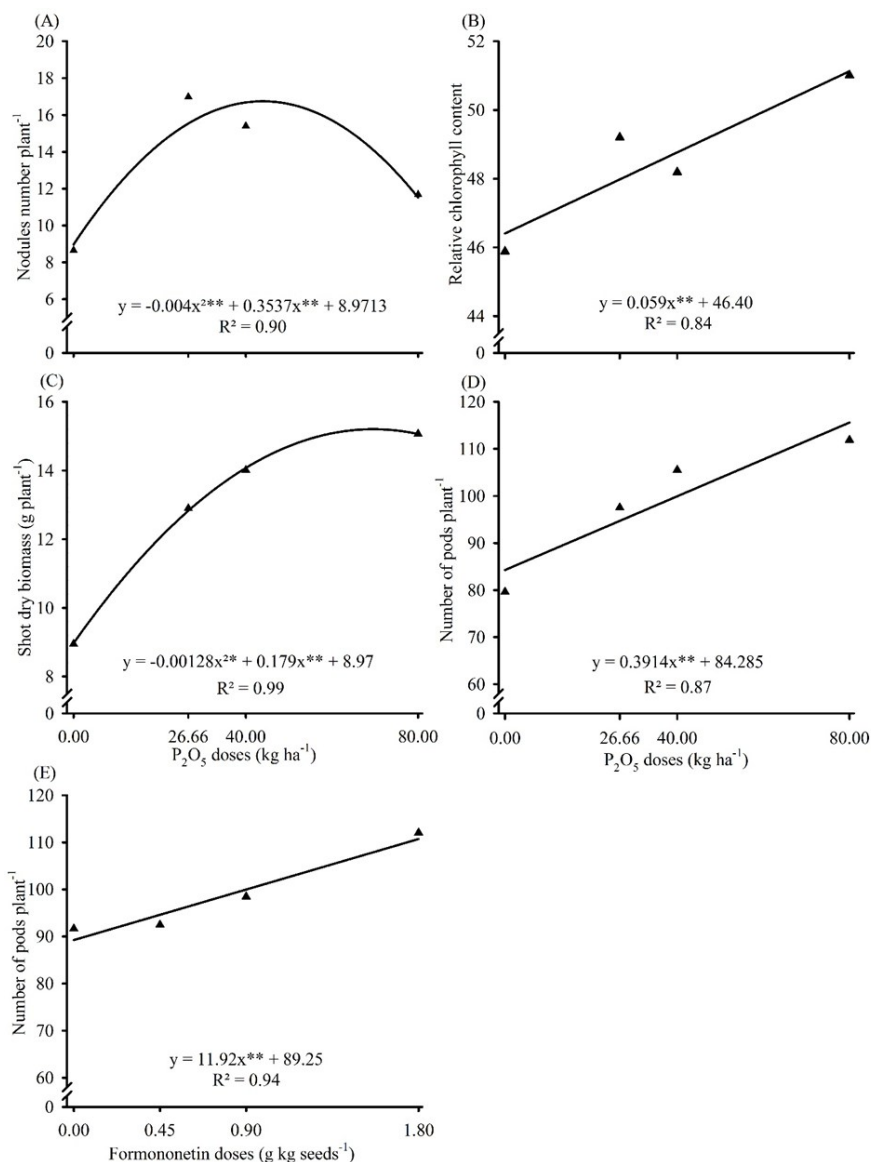 (A)
20
18
16
14
12
10
8
6
0
Nodules number plant⁻¹
y = -0.004x²** + 0.3537x** + 8.9713
R² = 0.90
(B)
52
50
48
46
44
0
Relative chlorophyll content
y = 0.059x** + 46.40
R² = 0.84
(C)
16
14
12
10
8
0
Shot dry biomass (g plant⁻¹)
y = -0.00128x²* + 0.179x** + 8.97
R² = 0.99
0.00 26.66 40.00 80.00
P₂O₅ doses (kg ha⁻¹)
(D)
120
110
100
90
80
70
60
0
Number of pods plant⁻¹
y = 0.3914x** + 84.285
R² = 0.87
0.00 26.66 40.00 80.00
P₂O₅ doses (kg ha⁻¹)
(E)
120
110
100
90
80
70
60
0
Number of pods plant⁻¹
y = 11.92x** + 89.25
R² = 0.94
0.00 0.45 0.90 1.80
Formononetin doses (g kg seeds⁻¹)